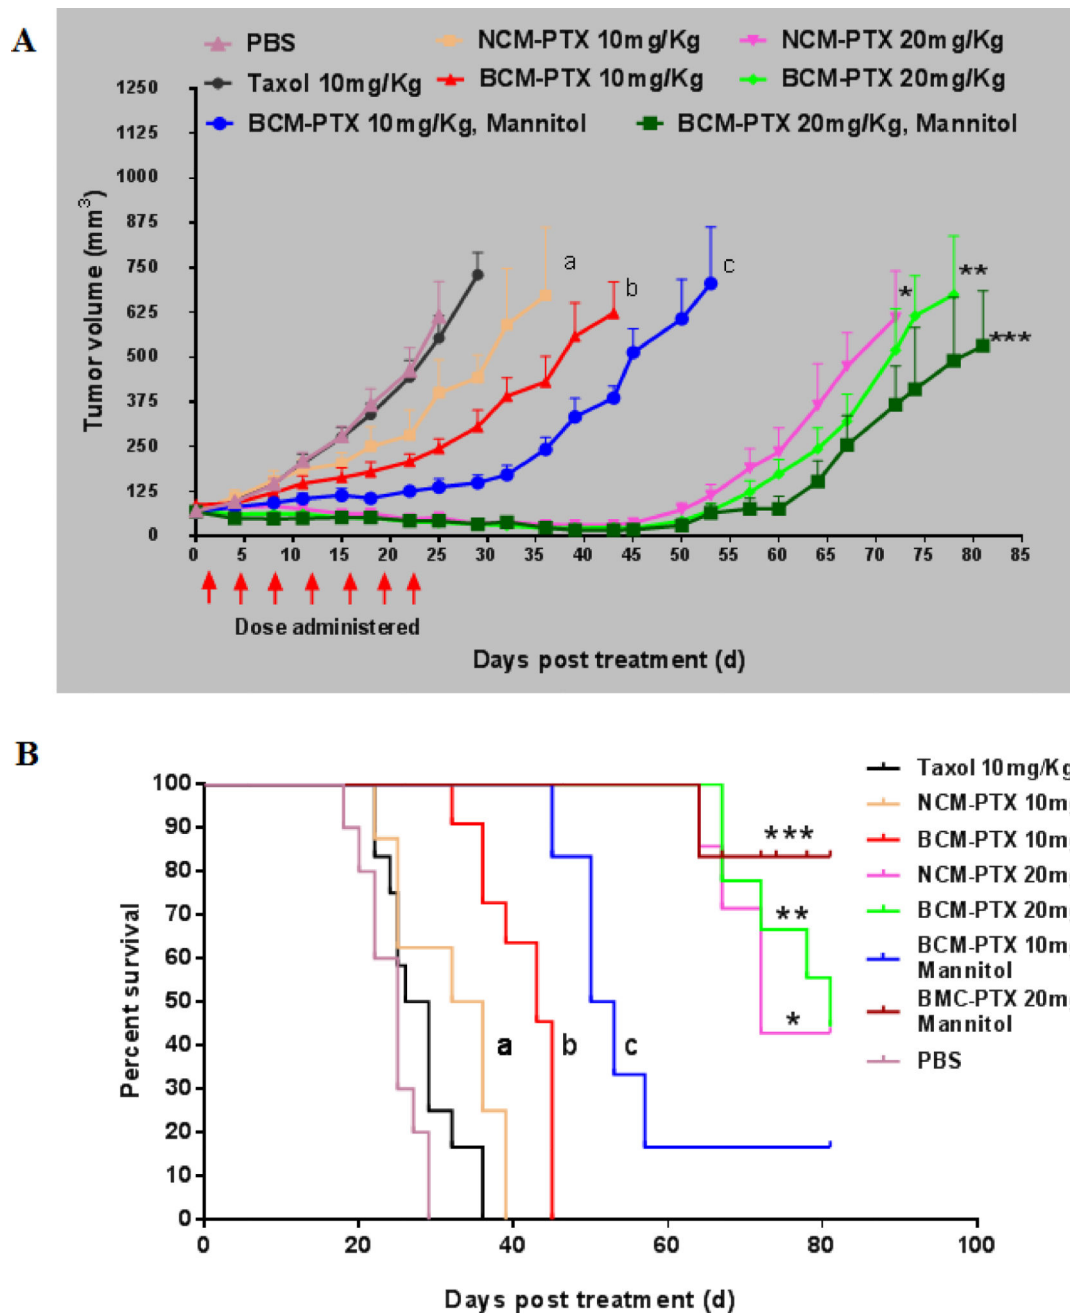 A
PBS
NCM-PTX 10mg/Kg
NCM-PTX 20mg/Kg
Taxol 10mg/Kg
BCM-PTX 10mg/Kg
BCM-PTX 20mg/Kg
BCM-PTX 10mg/Kg, Mannitol
BCM-PTX 20mg/Kg, Mannitol
Tumor volume (mm³)
1250
1125
1000
875
750
625
500
375
250
125
0
a
b
c
*
**
***
0 5 10 15 20 25 30 35 40 45 50 55 60 65 70 75 80 85
Dose administered
Days post treatment (d)
B
Percent survival
100
90
80
70
60
50
40
30
20
10
0
a
b
c
***
**
*
0 20 40 60 80 100
Days post treatment (d)
Taxol 10mg/Kg
NCM-PTX 10m
BCM-PTX 10m
NCM-PTX 20m
BCM-PTX 20m
BCM-PTX 10m
Mannitol
BMC-PTX 20m
Mannitol
PBS